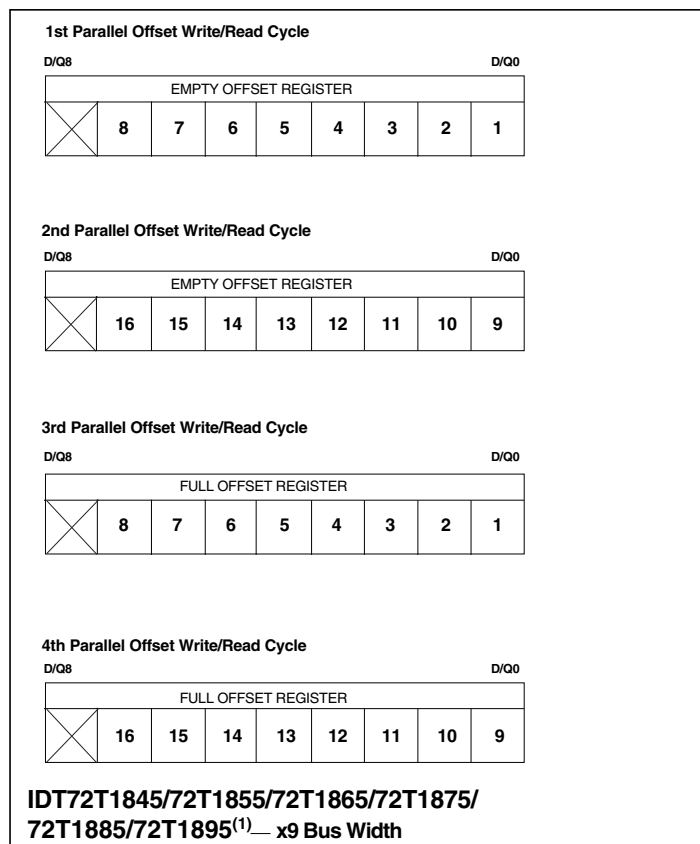 1st Parallel Offset Write/Read Cycle
D/Q8 D/Q0
EMPTY OFFSET REGISTER
8 7 6 5 4 3 2 1
2nd Parallel Offset Write/Read Cycle
D/Q8 D/Q0
EMPTY OFFSET REGISTER
16 15 14 13 12 11 10 9
3rd Parallel Offset Write/Read Cycle
D/Q8 D/Q0
FULL OFFSET REGISTER
8 7 6 5 4 3 2 1
4th Parallel Offset Write/Read Cycle
D/Q8 D/Q0
FULL OFFSET REGISTER
16 15 14 13 12 11 10 9
IDT72T1845/72T1855/72T1865/72T1875/
72T1885/72T1895(1)— x9 Bus Width